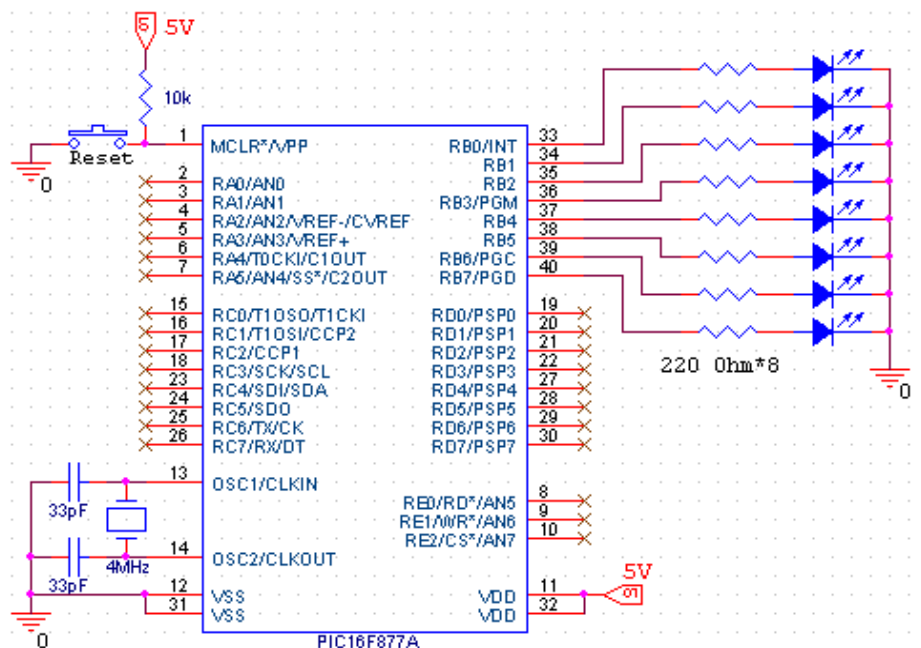 5V
10k
Reset
0
1 MCLR*/VPP
2 RA0/AN0
3 RA1/AN1
4 RA2/AN2/VREF-/CVREF
5 RA3/AN3/VREF+
6 RA4/T0CKI/C1OUT
7 RA5/AN4/SS*/C2OUT
15 RC0/T1OSO/T1CKI
16 RC1/T1OSI/CCP2
17 RC2/CCP1
18 RC3/SCK/SCL
23 RC4/SDI/SDA
24 RC5/SDO
25 RC6/TX/CK
26 RC7/RX/DT
13 OSC1/CLKIN
33pF
4MHz
14 OSC2/CLKOUT
33pF
12 VSS
31 VSS
0
RB0/INT 33
RB1 34
RB2 35
RB3/PGM 36
RB4 37
RB5 38
RB6/PGC 39
RB7/PGD 40
220 Ohm*8
0
RD0/PSP0 19
RD1/PSP1 20
RD2/PSP2 21
RD3/PSP3 22
RD4/PSP4 27
RD5/PSP5 28
RD6/PSP6 29
RD7/PSP7 30
RE0/RD*/AN5 8
RE1/WR*/AN6 9
RE2/CS*/AN7 10
5V
VDD 11
VDD 32
PIC16F877A